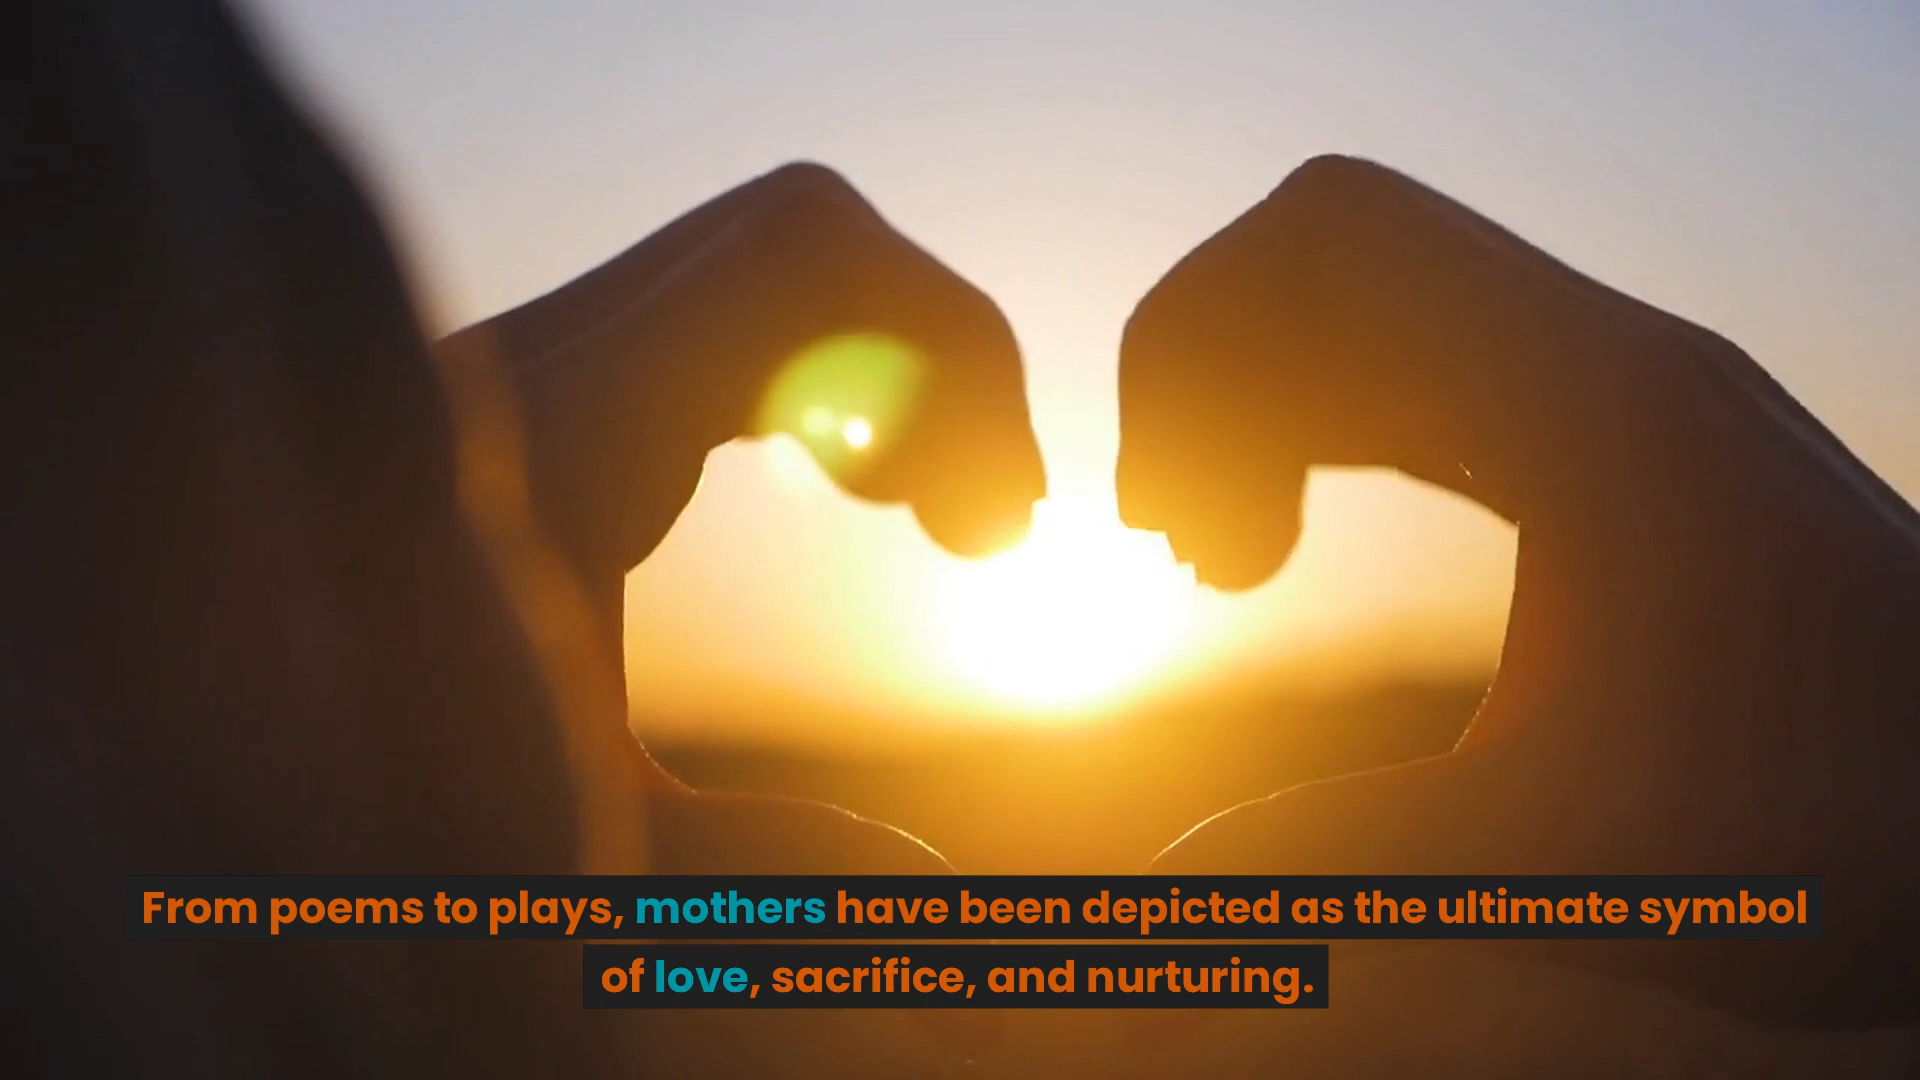 From poems to plays, mothers have been depicted as the ultimate symbol
of love, sacrifice, and nurturing.